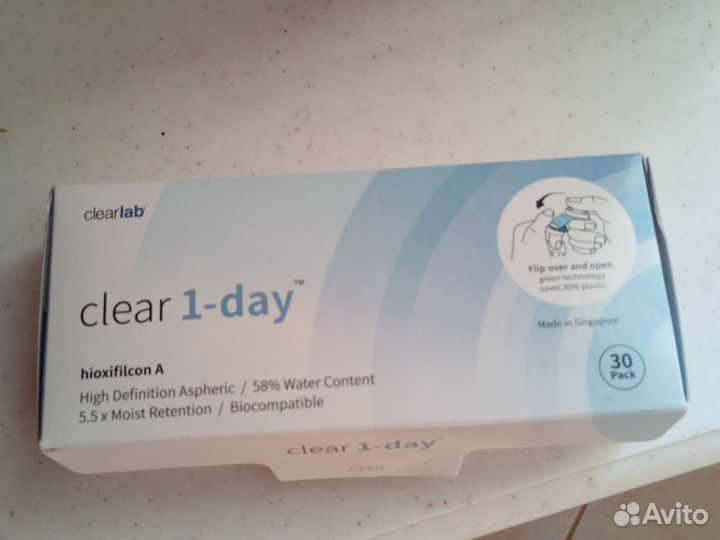 clearlab
clear 1-day™
hioxifilcon A
High Definition Aspheric / 58% Water Content
5.5 x Moist Retention / Biocompatible
Flip over and open
green technology
saves 80% plastic
Made in Singapore
30
Pack
clear 1-day™
OPEN
Avito